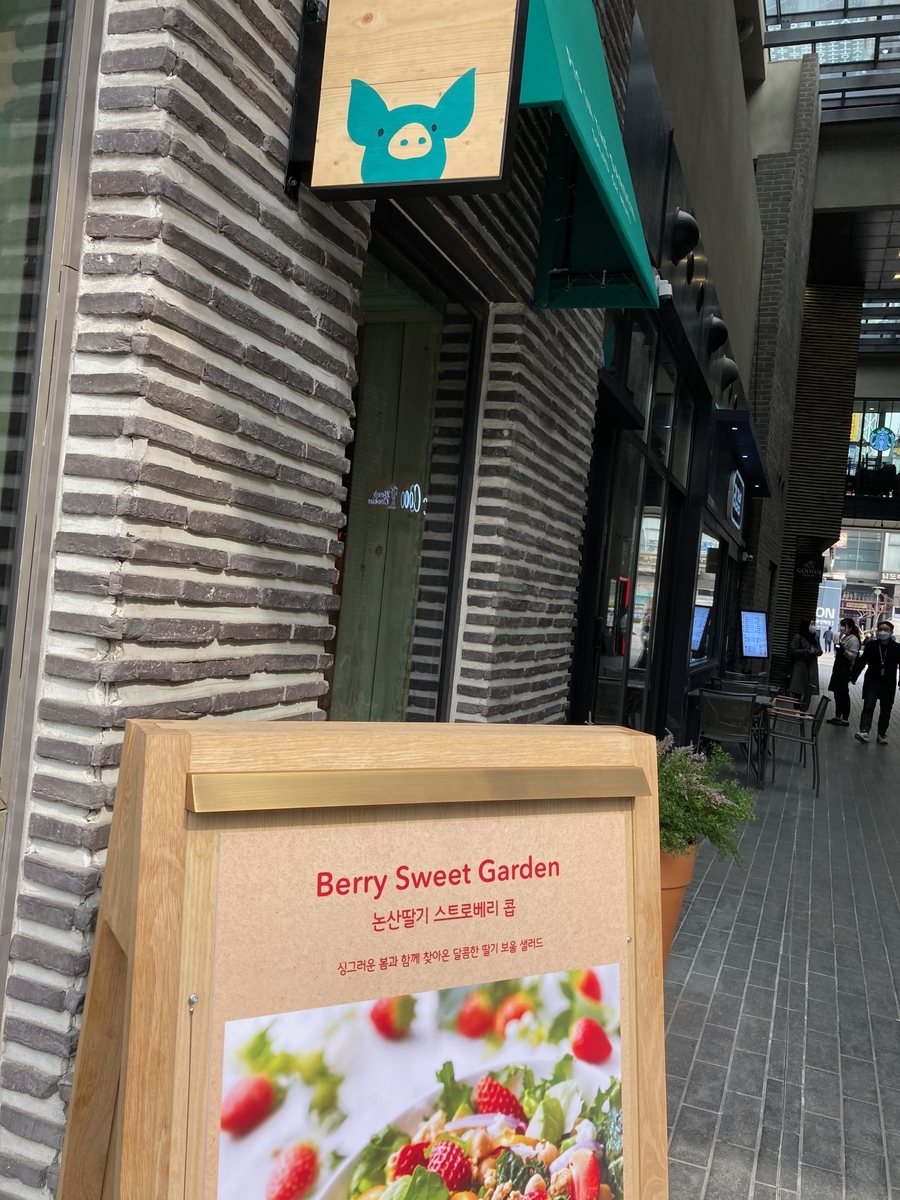 Berry Sweet Garden
논산딸기 스트로베리 콥
싱그러운 봄과 함께 찾아온 달콤한 딸기 보울 샐러드
GODIVA